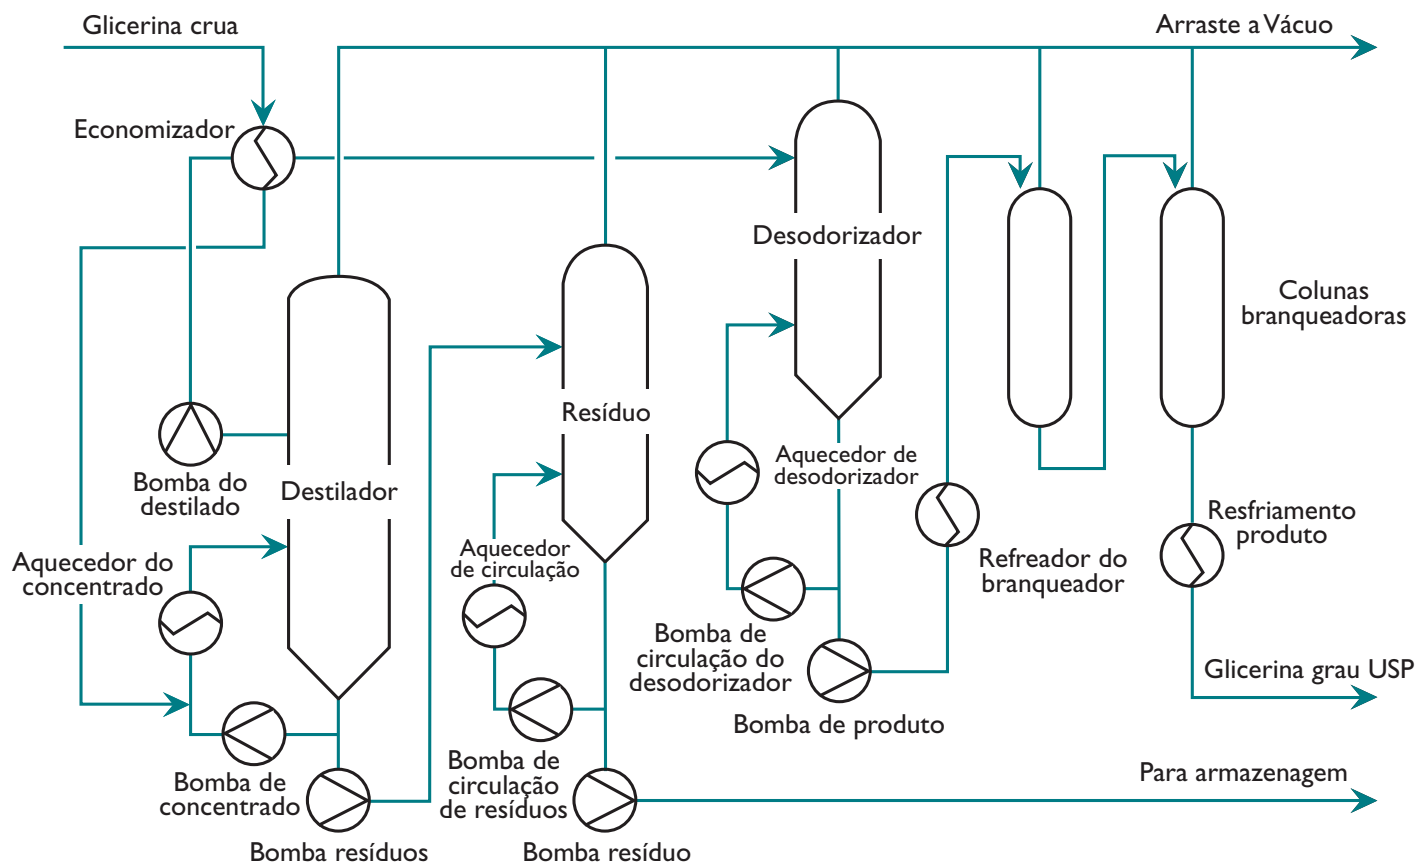 Glicerina crua
Arraste a Vácuo
Economizador
Desodorizador
Colunas
branqueadoras
Resíduo
Bomba do
destilado
Destilador
Aquecedor de
desodorizador
Aquecedor do
concentrado
Aquecedor
de circulação
Refreador do
branqueador
Resfriamento
produto
Bomba de
circulação do
desodorizador
Glicerina grau USP
Bomba de produto
Bomba de
concentrado
Bomba de
circulação
de resíduos
Para armazenagem
Bomba resíduos
Bomba resíduo